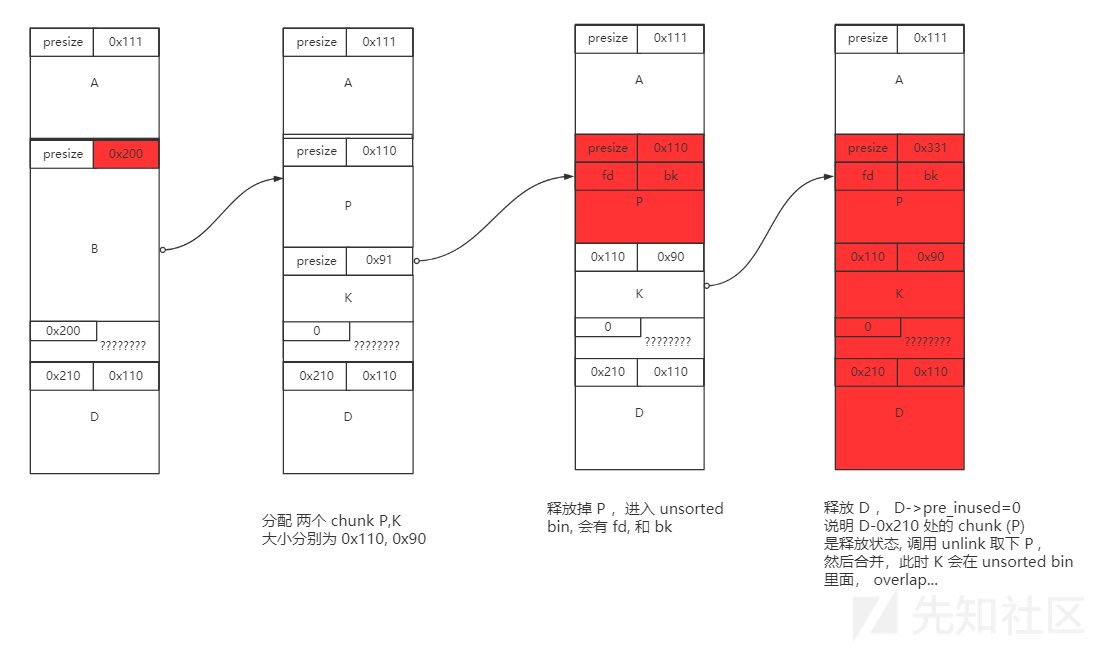 presize 0x111
A
presize 0x200
B
0x200
????????
0x210 0x110
D
presize 0x111
A
presize 0x110
P
presize 0x91
K
0
????????
0x210 0x110
D
分配 两个 chunk P,K
大小分别为 0x110, 0x90
presize 0x111
A
presize 0x110
fd bk
P
0x110 0x90
K
0
????????
0x210 0x110
D
释放掉 P ，进入 unsorted
bin, 会有 fd, 和 bk
presize 0x111
A
presize 0x331
fd bk
P
0x110 0x90
K
0
????????
0x210 0x110
D
释放 D ， D->pre_inused=0
说明 D-0x210 处的 chunk (P)
是释放状态, 调用 unlink 取下 P ，
然后合并，此时 K 会在 unsorted bin
里面， overlap...
先知社区